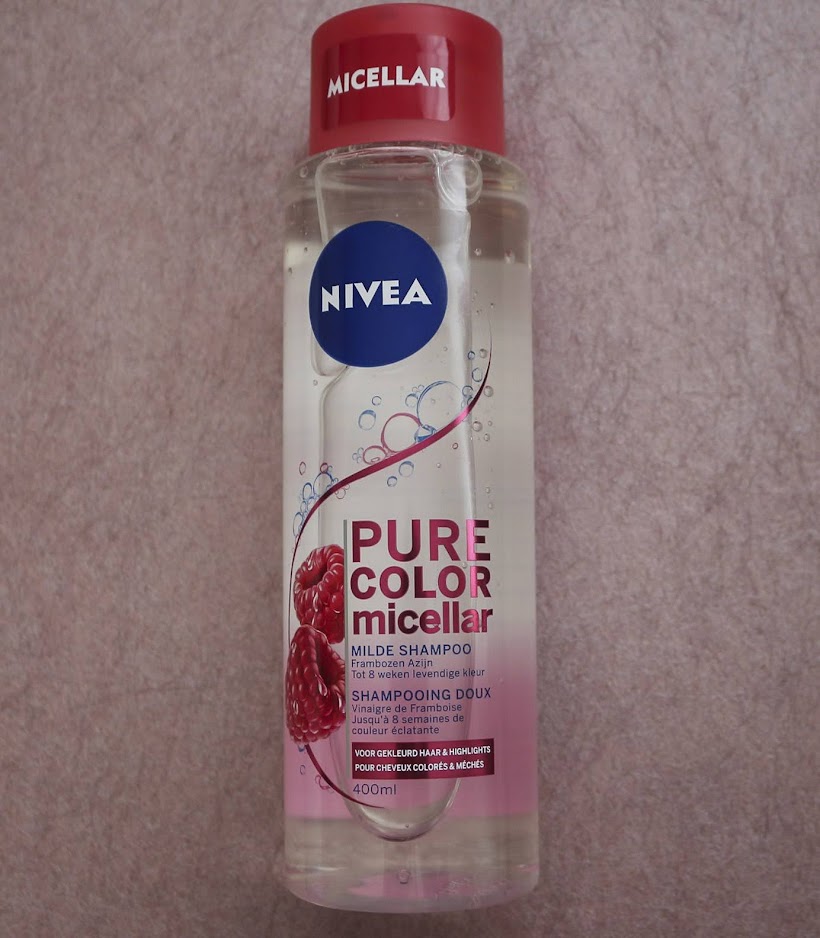 MICELLAR
NIVEA
PURE
COLOR
micellar
MILDE SHAMPOO
Frambozen Azijn
Tot 8 weken levendige kleur
SHAMPOOING DOUX
Vinaigre de Framboise
Jusqu'à 8 semaines de
couleur éclatante
VOOR GEKLEURD HAAR & HIGHLIGHTS
POUR CHEVEUX COLORÉS & MÉCHÉS
400ml